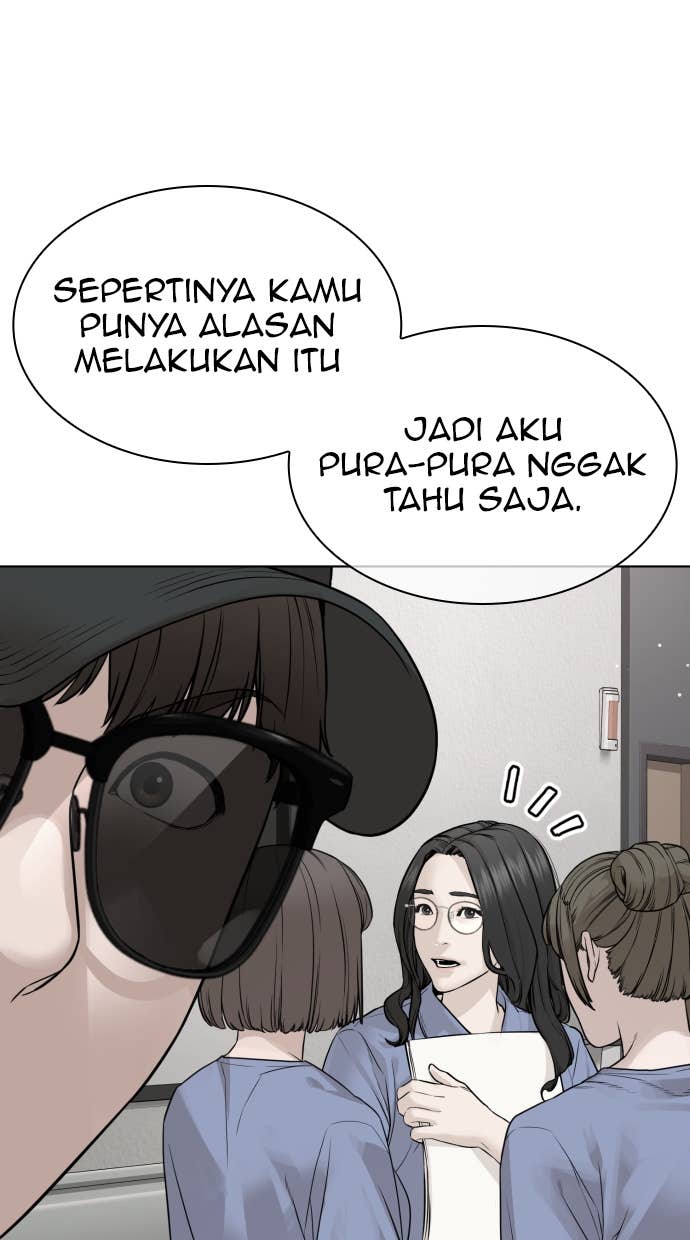 SEPERTINYA KAMU
PUNYA ALASAN
MELAKUKAN ITU
JADI AKU
PURA-PURA NGGAK
TAHU SAJA.